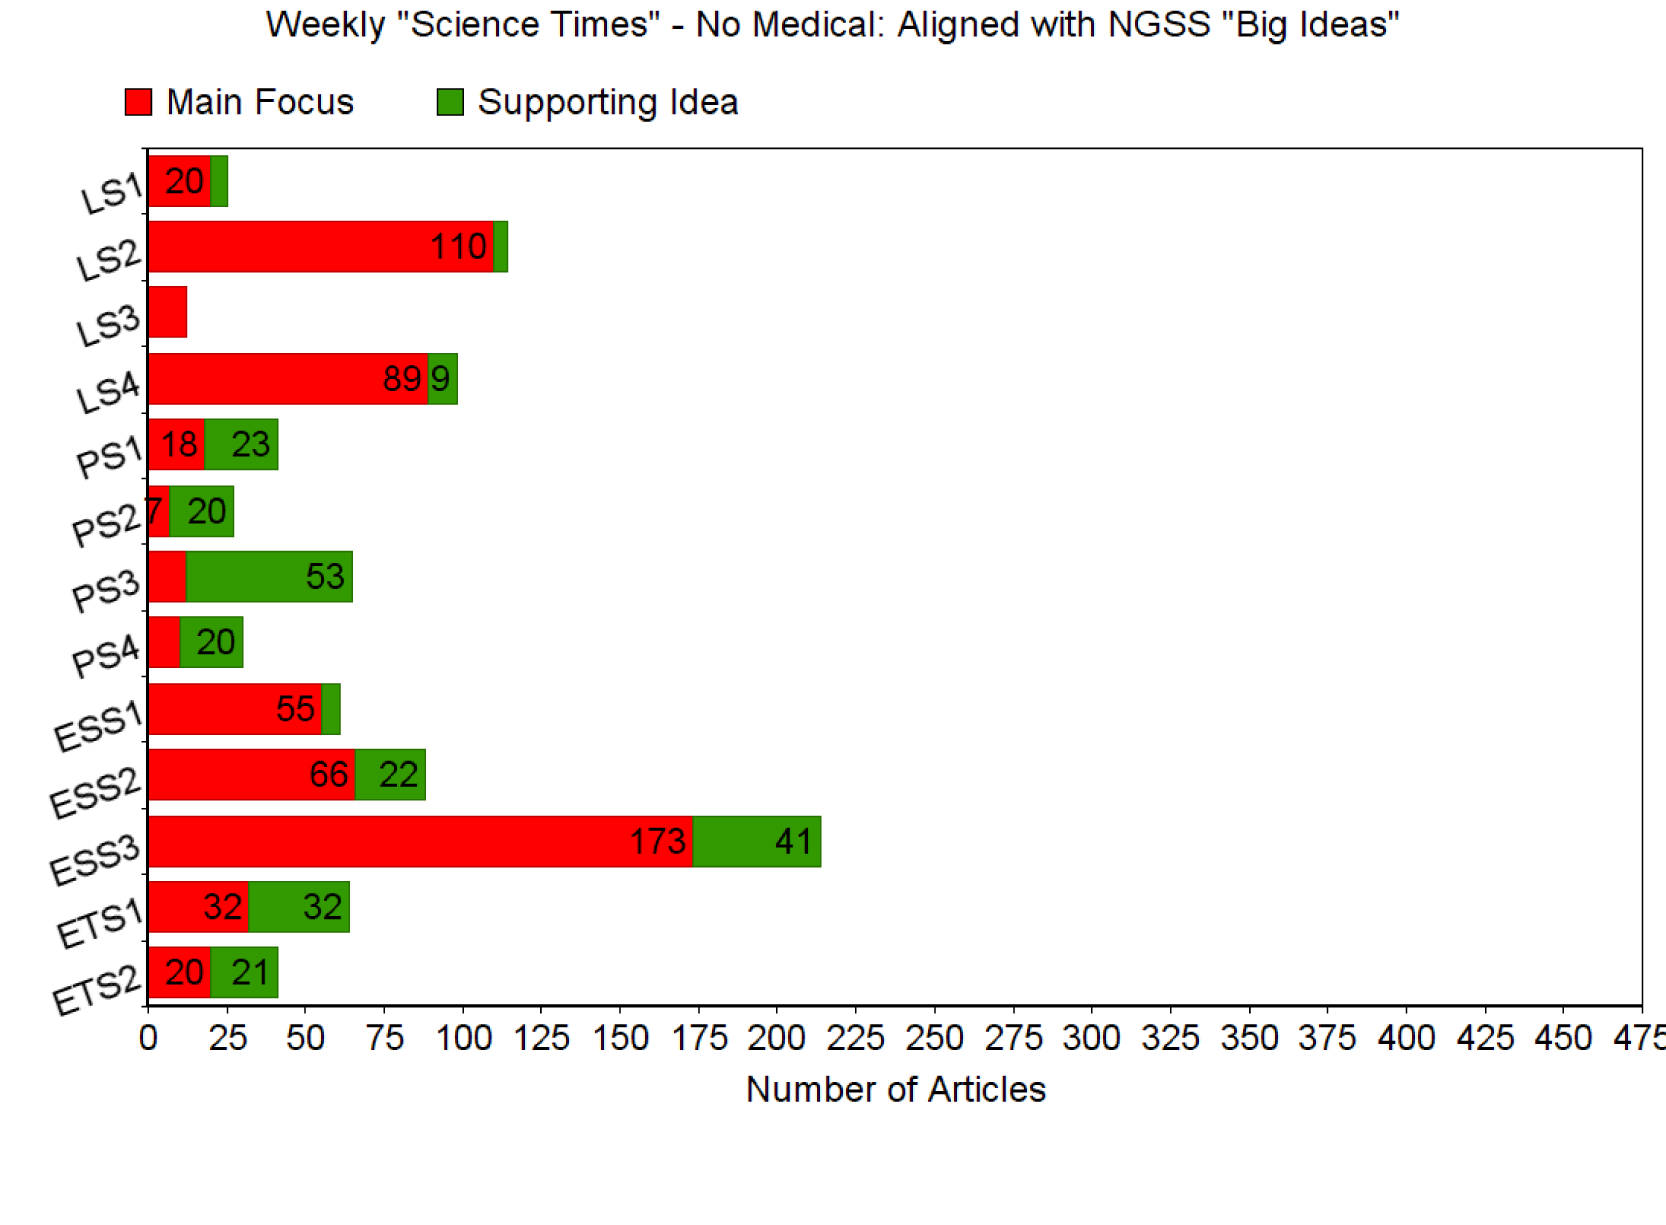 Weekly "Science Times" - No Medical: Aligned with NGSS "Big Ideas"
Main Focus Supporting Idea
LS1 20
LS2 110
LS3
LS4 89 9
PS1 18 23
PS2 7 20
PS3 53
PS4 20
ESS1 55
ESS2 66 22
ESS3 173 41
ETS1 32 32
ETS2 20 21
0 25 50 75 100 125 150 175 200 225 250 275 300 325 350 375 400 425 450 475
Number of Articles